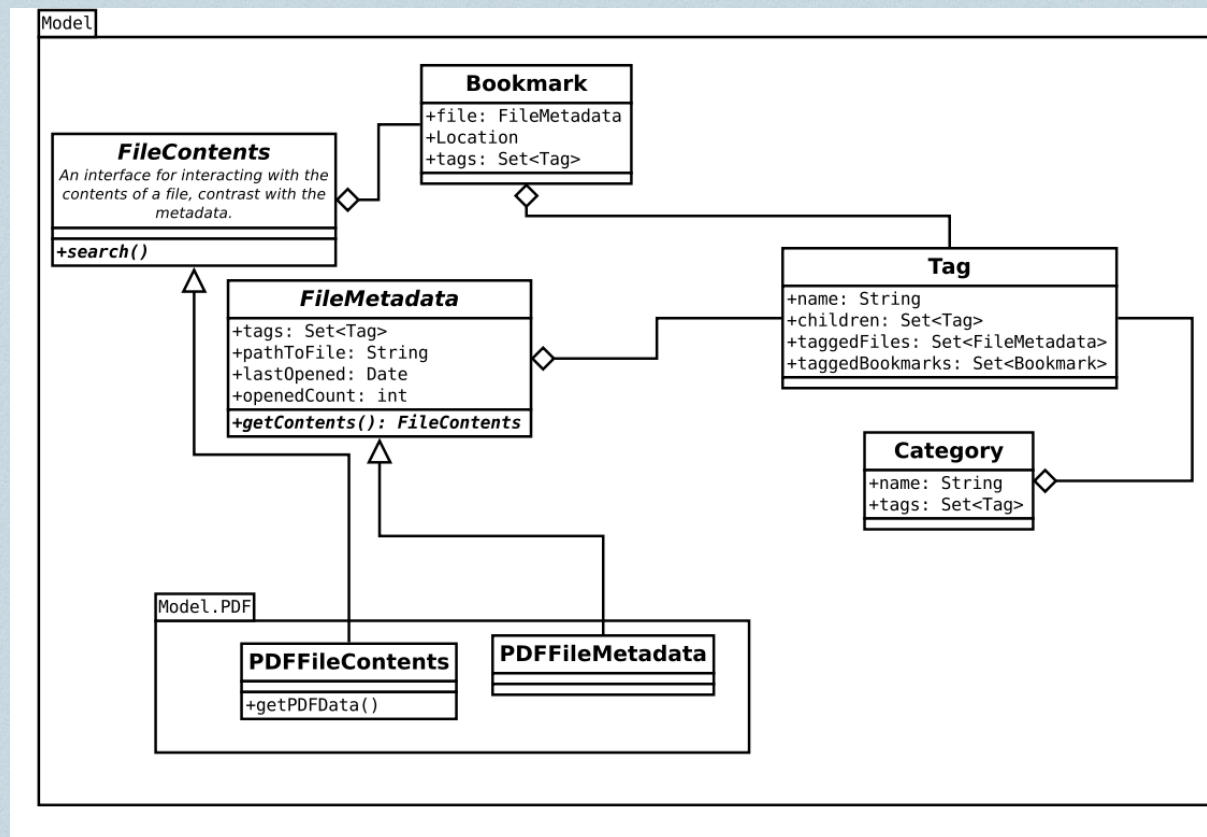 Model
Bookmark
+file: FileMetadata
+Location
+tags: Set<Tag>
FileContents
An interface for interacting with the
contents of a file, contrast with the
metadata.
+search()
FileMetadata
+tags: Set<Tag>
+pathToFile: String
+lastOpened: Date
+openedCount: int
+getContents(): FileContents
Tag
+name: String
+children: Set<Tag>
+taggedFiles: Set<FileMetadata>
+taggedBookmarks: Set<Bookmark>
Category
+name: String
+tags: Set<Tag>
Model.PDF
PDFFileContents
+getPDFData()
PDFFileMetadata